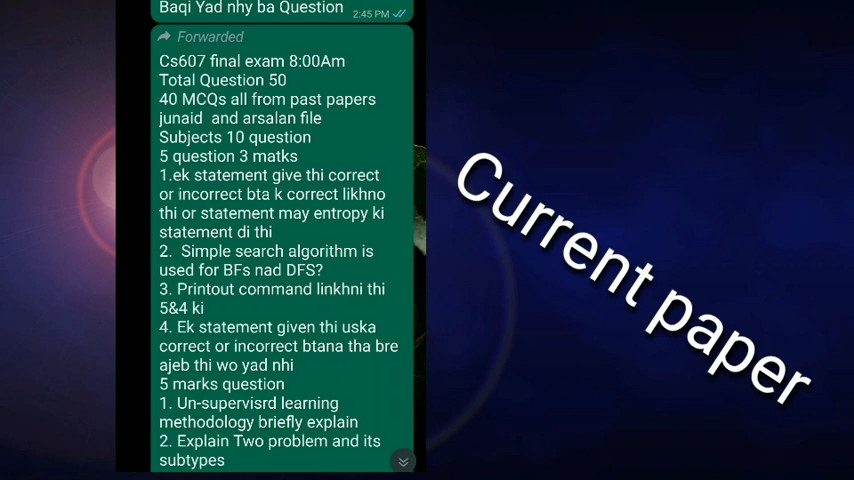 Baqi Yad nhy ba Question
2:45 PM
Forwarded
Cs607 final exam 8:00Am
Total Question 50
40 MCQs all from past papers
junaid  and arsalan file
Subjects 10 question
5 question 3 matks
1.ek statement give thi correct
or incorrect bta k correct likhno
thi or statement may entropy ki
statement di thi
2.  Simple search algorithm is
used for BFs nad DFS?
3. Printout command linkhni thi
5&4 ki
4. Ek statement given thi uska
correct or incorrect btana tha bre
ajeb thi wo yad nhi
5 marks question
1. Un-supervisrd learning
methodology briefly explain
2. Explain Two problem and its
subtypes
Current paper